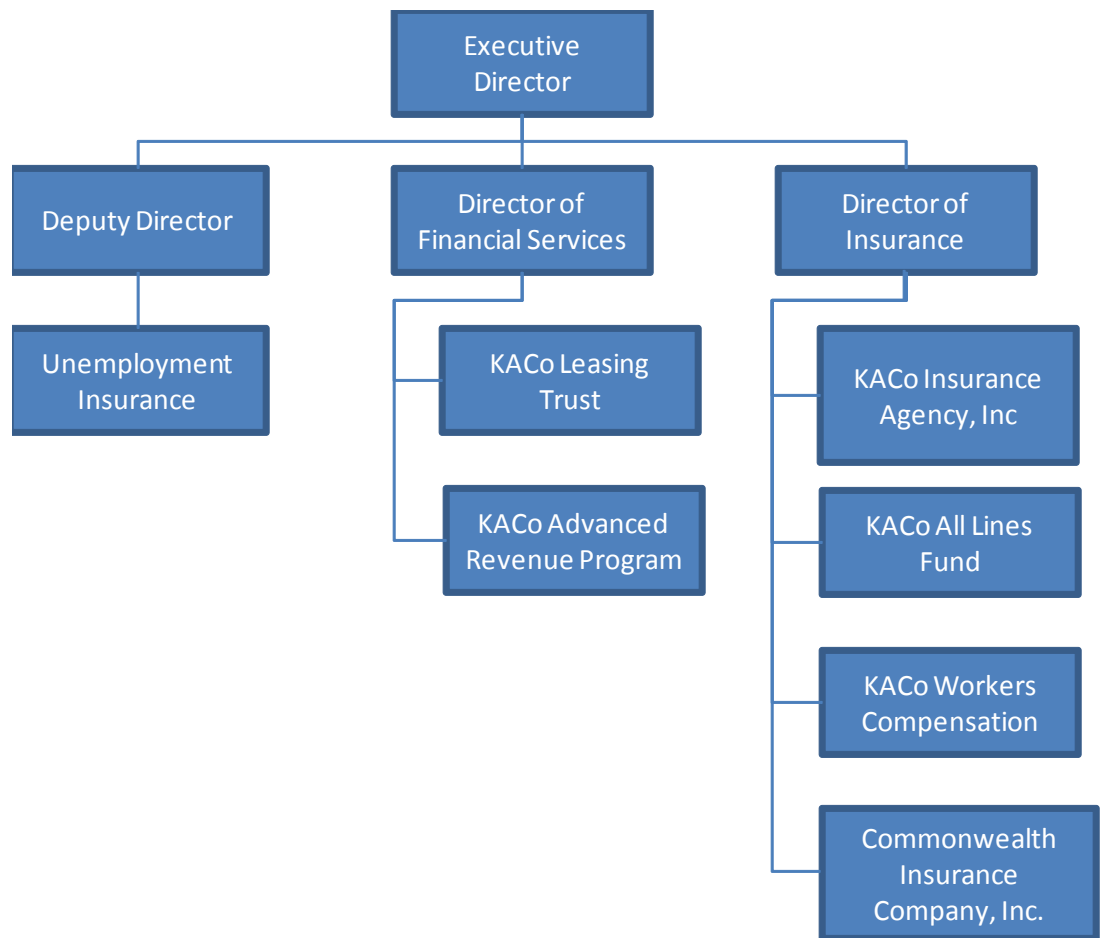 Executive
Director
Deputy Director
Director of
Financial Services
Director of
Insurance
Unemployment
Insurance
KACo Leasing
Trust
KACo Insurance
Agency, Inc
KACo Advanced
Revenue Program
KACo All Lines
Fund
KACo Workers
Compensation
Commonwealth
Insurance
Company, Inc.